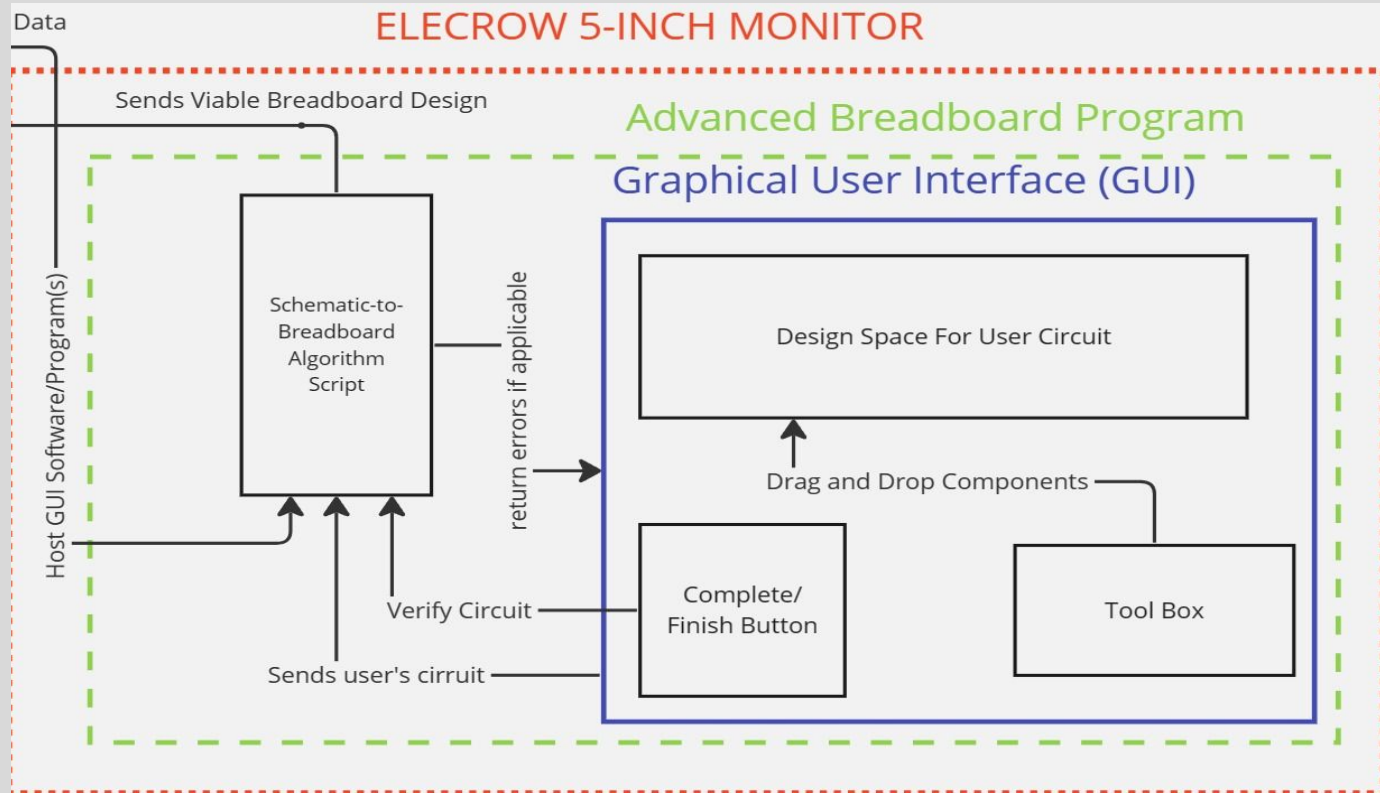 Data
ELECROW 5-INCH MONITOR
Sends Viable Breadboard Design
Advanced Breadboard Program
Graphical User Interface (GUI)
Schematic-to-
Breadboard
Algorithm
Script
return errors if applicable
Host GUI Software/Program(s)
Design Space For User Circuit
Drag and Drop Components
Complete/
Finish Button
Tool Box
Verify Circuit
Sends user's cirruit